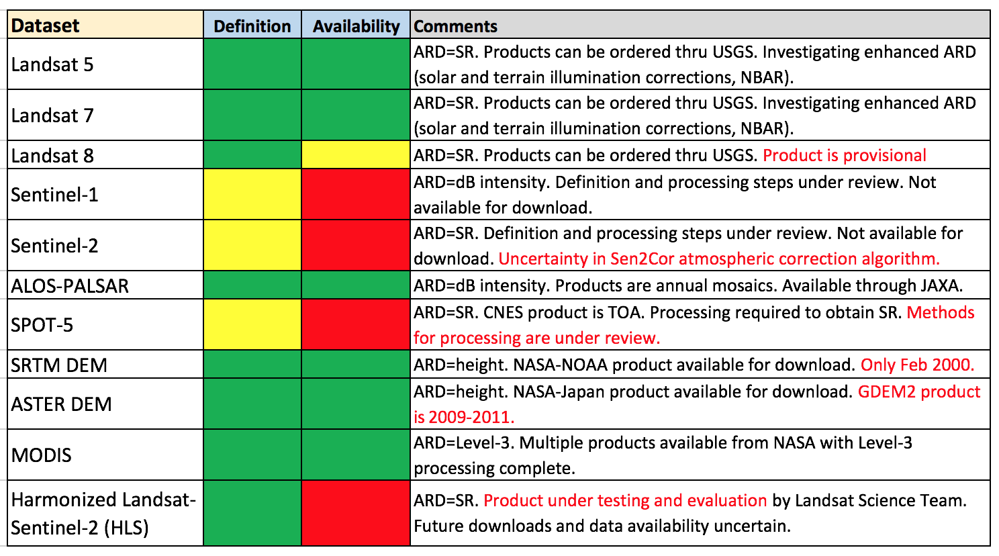 Dataset Definition Availability Comments
Landsat 5
ARD=SR. Products can be ordered thru USGS. Investigating enhanced ARD
(solar and terrain illumination corrections, NBAR).
Landsat 7
ARD=SR. Products can be ordered thru USGS. Investigating enhanced ARD
(solar and terrain illumination corrections, NBAR).
Landsat 8
ARD=SR. Products can be ordered thru USGS. Product is provisional
Sentinel-1
ARD=dB intensity. Definition and processing steps under review. Not
available for download.
Sentinel-2
ARD=SR. Definition and processing steps under review. Not available for
download. Uncertainty in Sen2Cor atmospheric correction algorithm.
ALOS-PALSAR
ARD=dB intensity. Products are annual mosaics. Available through JAXA.
SPOT-5
ARD=SR. CNES product is TOA. Processing required to obtain SR. Methods
for processing are under review.
SRTM DEM
ARD=height. NASA-NOAA product available for download. Only Feb 2000.
ASTER DEM
ARD=height. NASA-Japan product available for download. GDEM2 product
is 2009-2011.
MODIS
ARD=Level-3. Multiple products available from NASA with Level-3
processing complete.
Harmonized Landsat-
Sentinel-2 (HLS)
ARD=SR. Product under testing and evaluation by Landsat Science Team.
Future downloads and data availability uncertain.